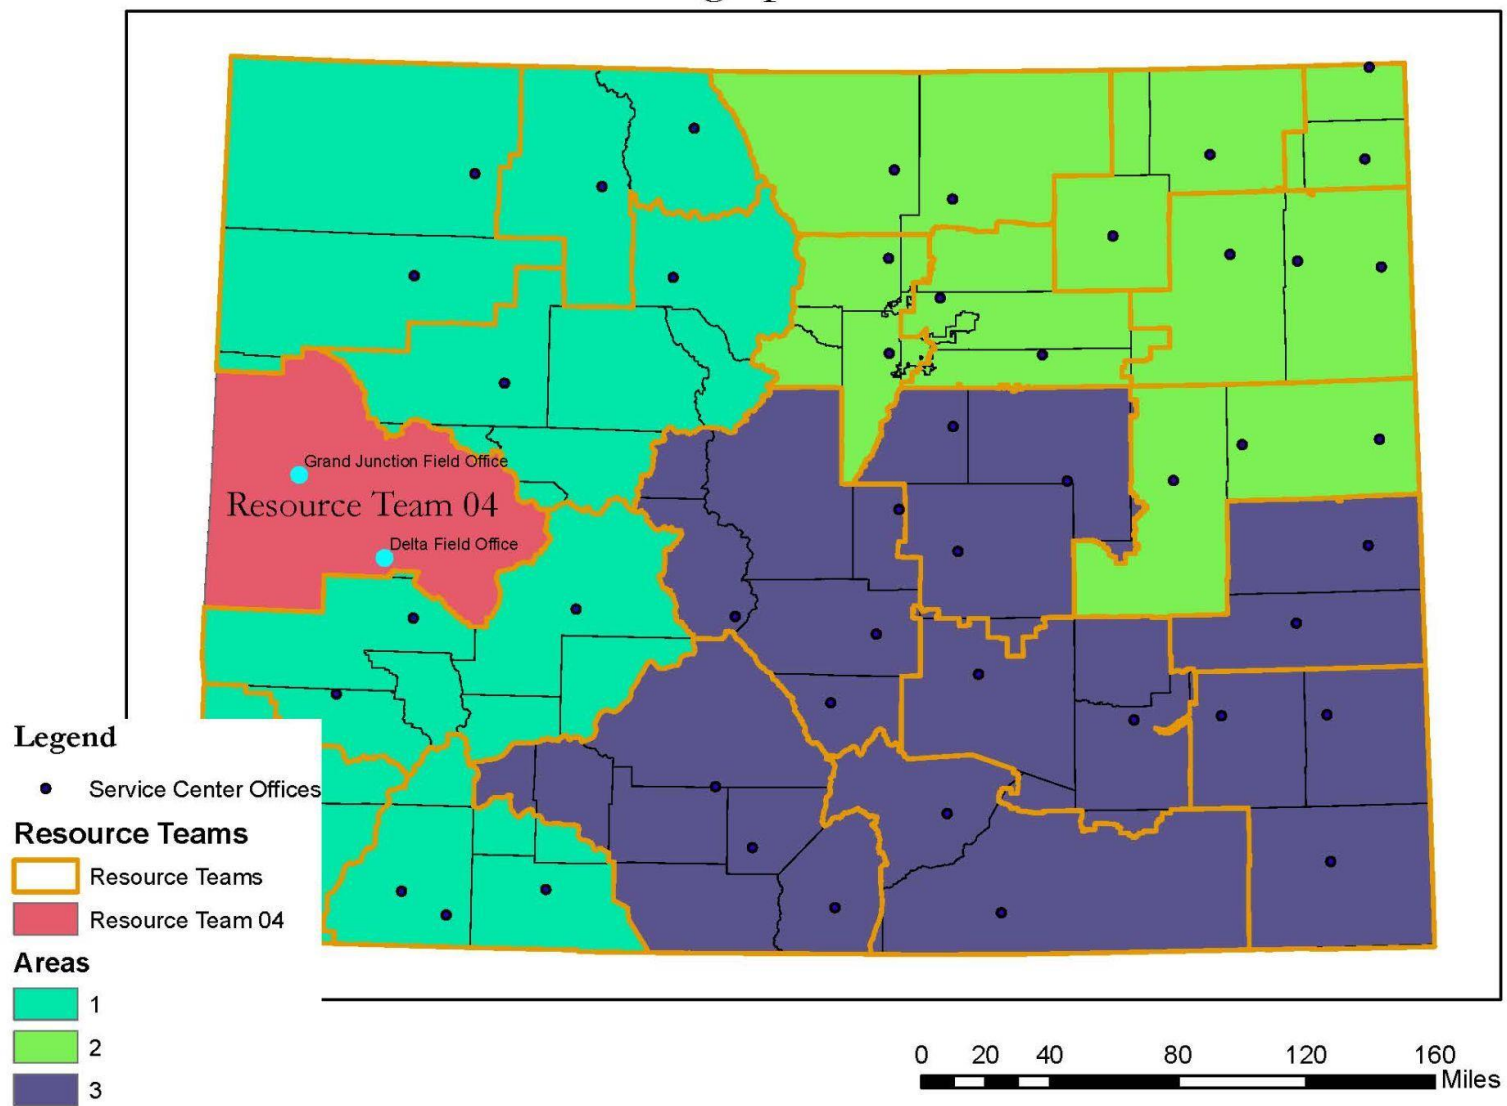 Grand Junction Field Office
Resource Team 04
Delta Field Office
Legend
Service Center Offices
Resource Teams
Resource Teams
Resource Team 04
Areas
1
2
3
0 20 40 80 120 160
Miles